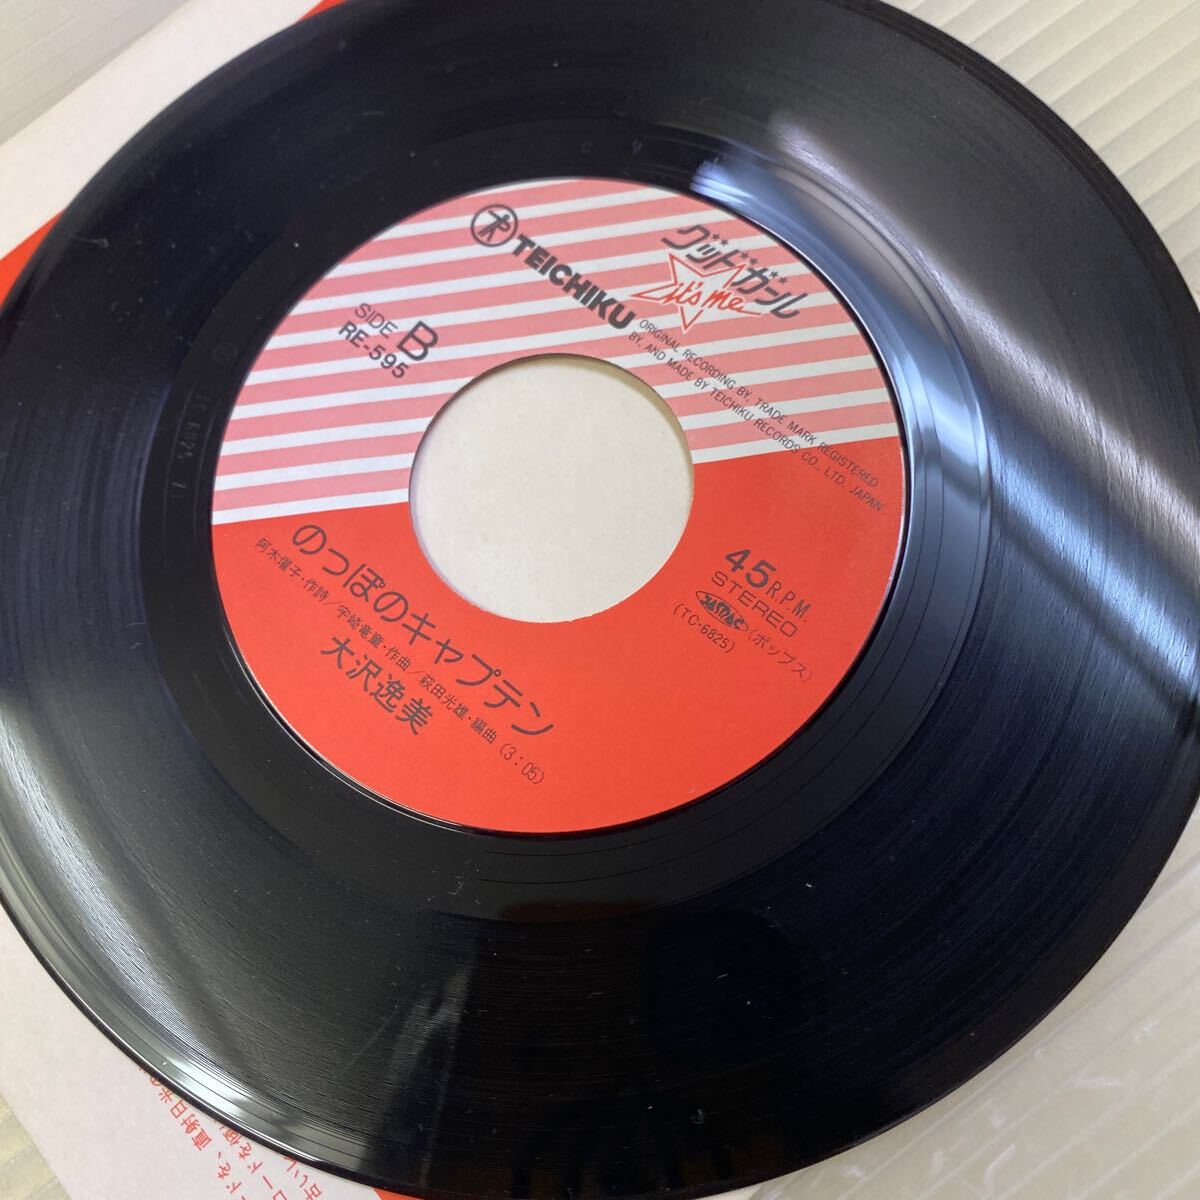 グッドガール
it's me
TEICHIKU
SIDE B
RE-595
ORIGINAL RECORDING BY, TRADE MARK REGISTERED
BY, AND MADE BY TEICHIKU RECORDS CO., LTD. JAPAN
45 R.P.M.
STEREO
JASRAC (ポップス)
(TC-6825)
のっぽのキャプテン
阿木燿子・作詩/宇崎竜童・作曲/萩田光雄・編曲 (3:05)
大沢逸美